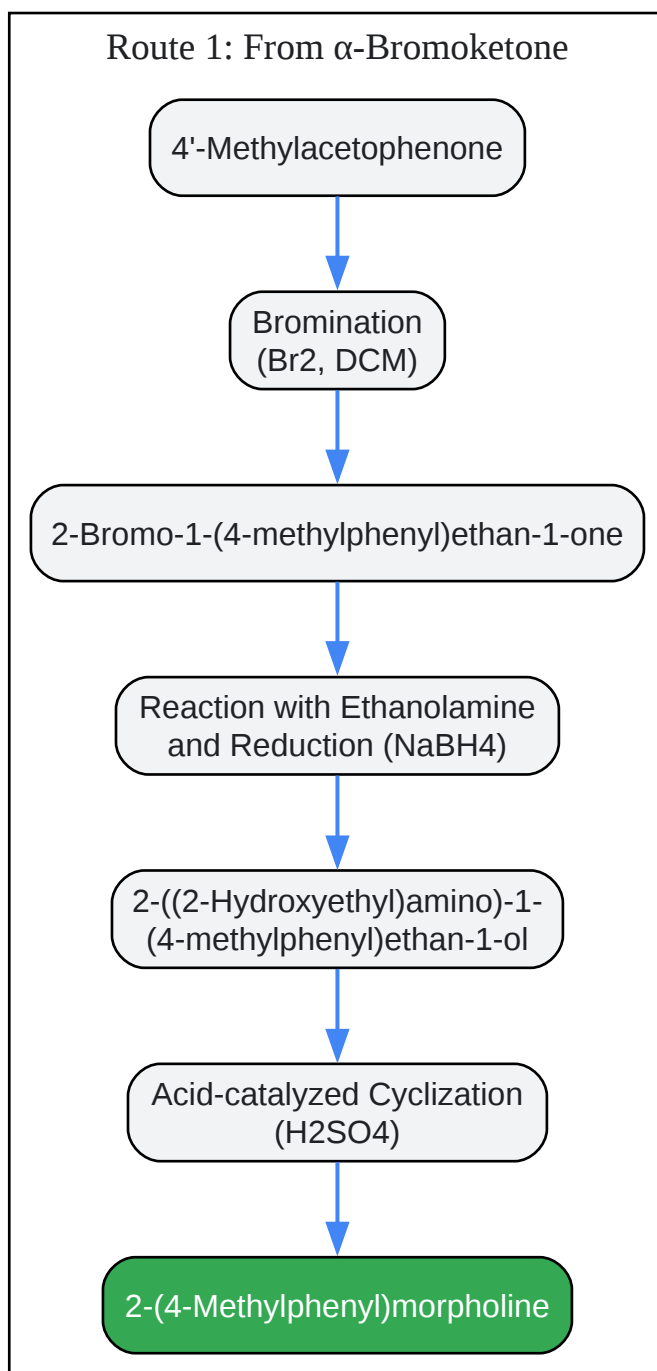 Route 1: From α-Bromoketone
4'-Methylacetophenone
Bromination
(Br2, DCM)
2-Bromo-1-(4-methylphenyl)ethan-1-one
Reaction with Ethanolamine
and Reduction (NaBH4)
2-((2-Hydroxyethyl)amino)-1-
(4-methylphenyl)ethan-1-ol
Acid-catalyzed Cyclization
(H2SO4)
2-(4-Methylphenyl)morpholine